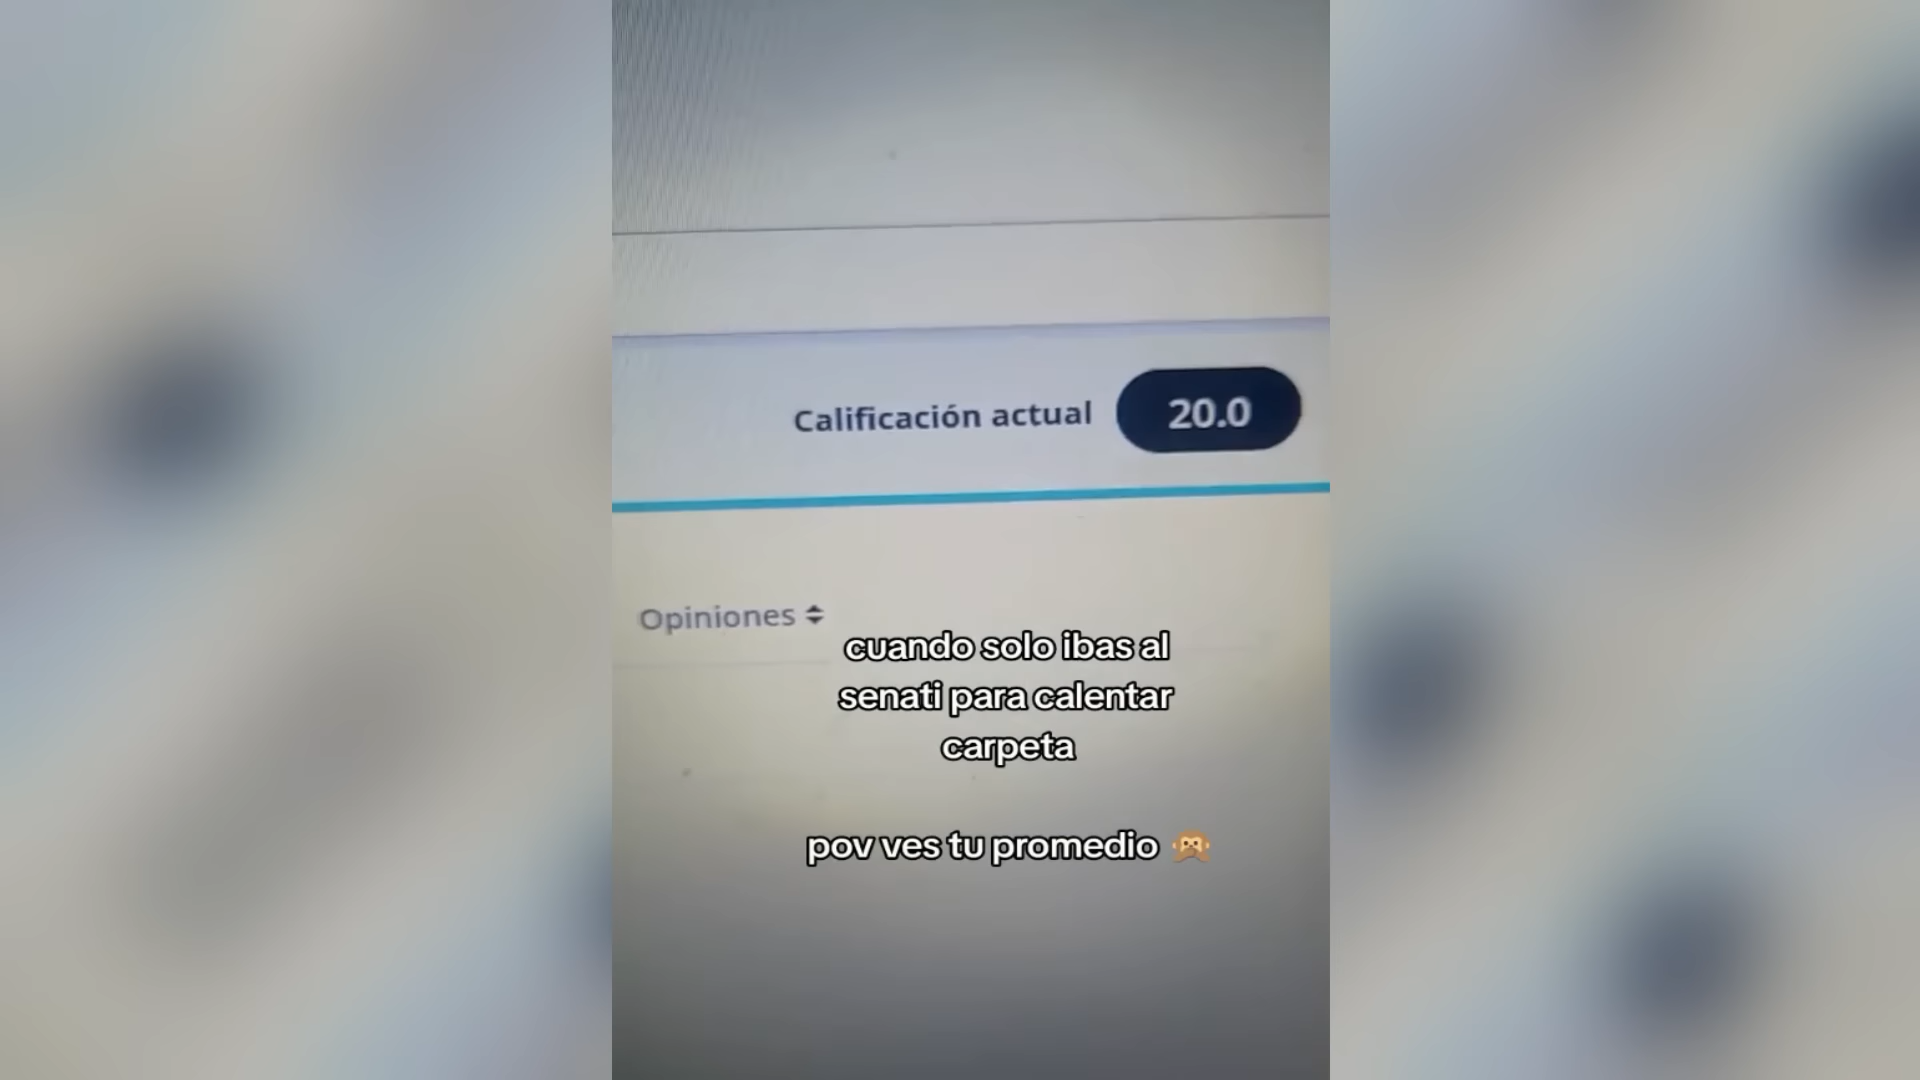 Calificación actual 20.0
Opiniones
cuando solo ibas al
senati para calentar
carpeta
pov ves tu promedio 🙊